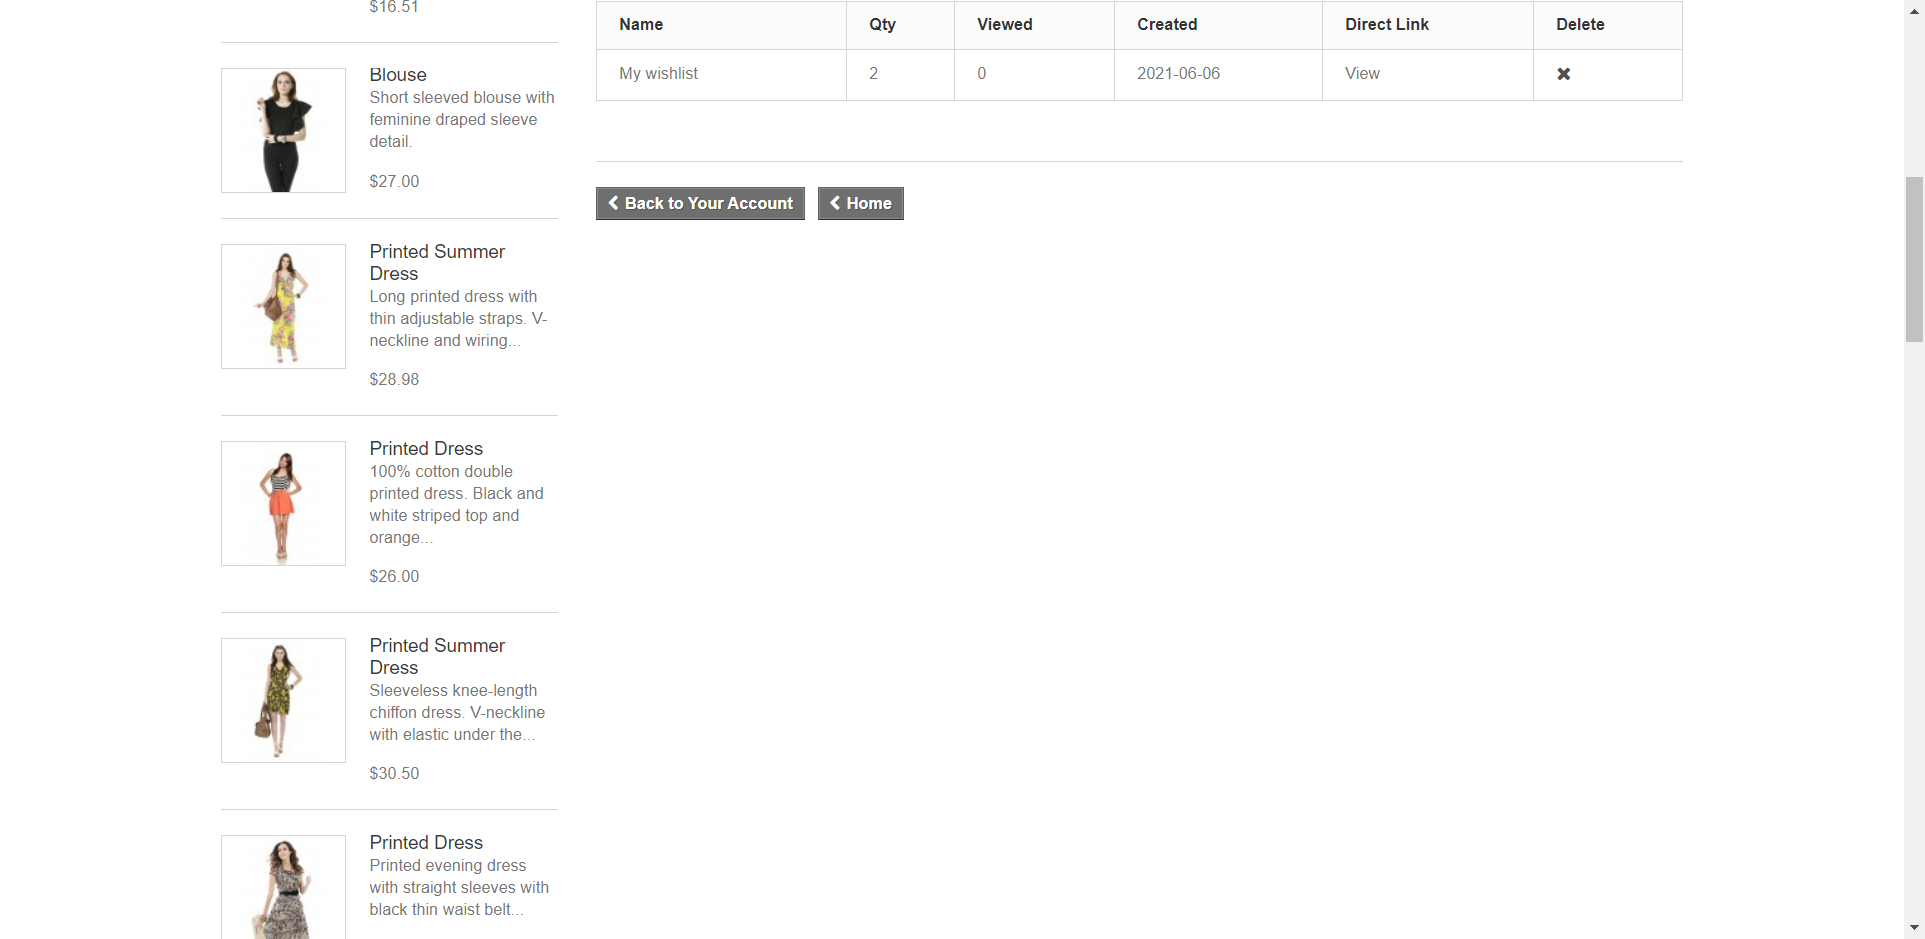 $16.51
Blouse
Short sleeved blouse with
feminine draped sleeve
detail.
$27.00
Printed Summer
Dress
Long printed dress with
thin adjustable straps. V-
neckline and wiring...
$28.98
Printed Dress
100% cotton double
printed dress. Black and
white striped top and
orange...
$26.00
Printed Summer
Dress
Sleeveless knee-length
chiffon dress. V-neckline
with elastic under the...
$30.50
Printed Dress
Printed evening dress
with straight sleeves with
black thin waist belt...
Name Qty Viewed Created Direct Link Delete
My wishlist 2 0 2021-06-06 View
Back to Your Account Home